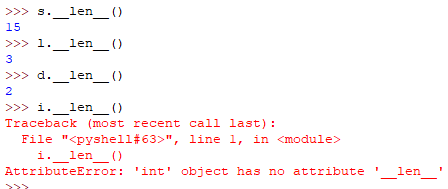 >>> s.__len__()
15
>>> l.__len__()
3
>>> d.__len__()
2
>>> i.__len__()
Traceback (most recent call last):
  File "<pyshell#63>", line 1, in <module>
    i.__len__()
AttributeError: 'int' object has no attribute '__len__'
>>>